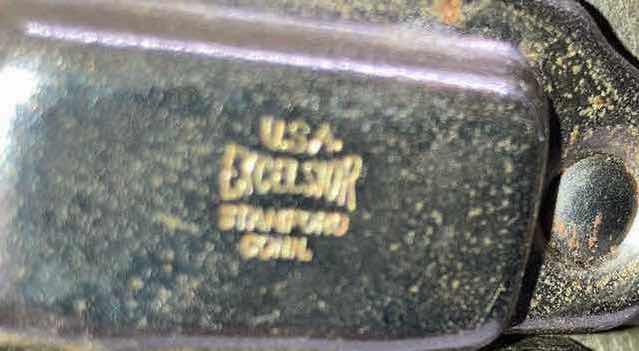 U.S.A.
EXCELSIOR
STAMFORD
CONN.